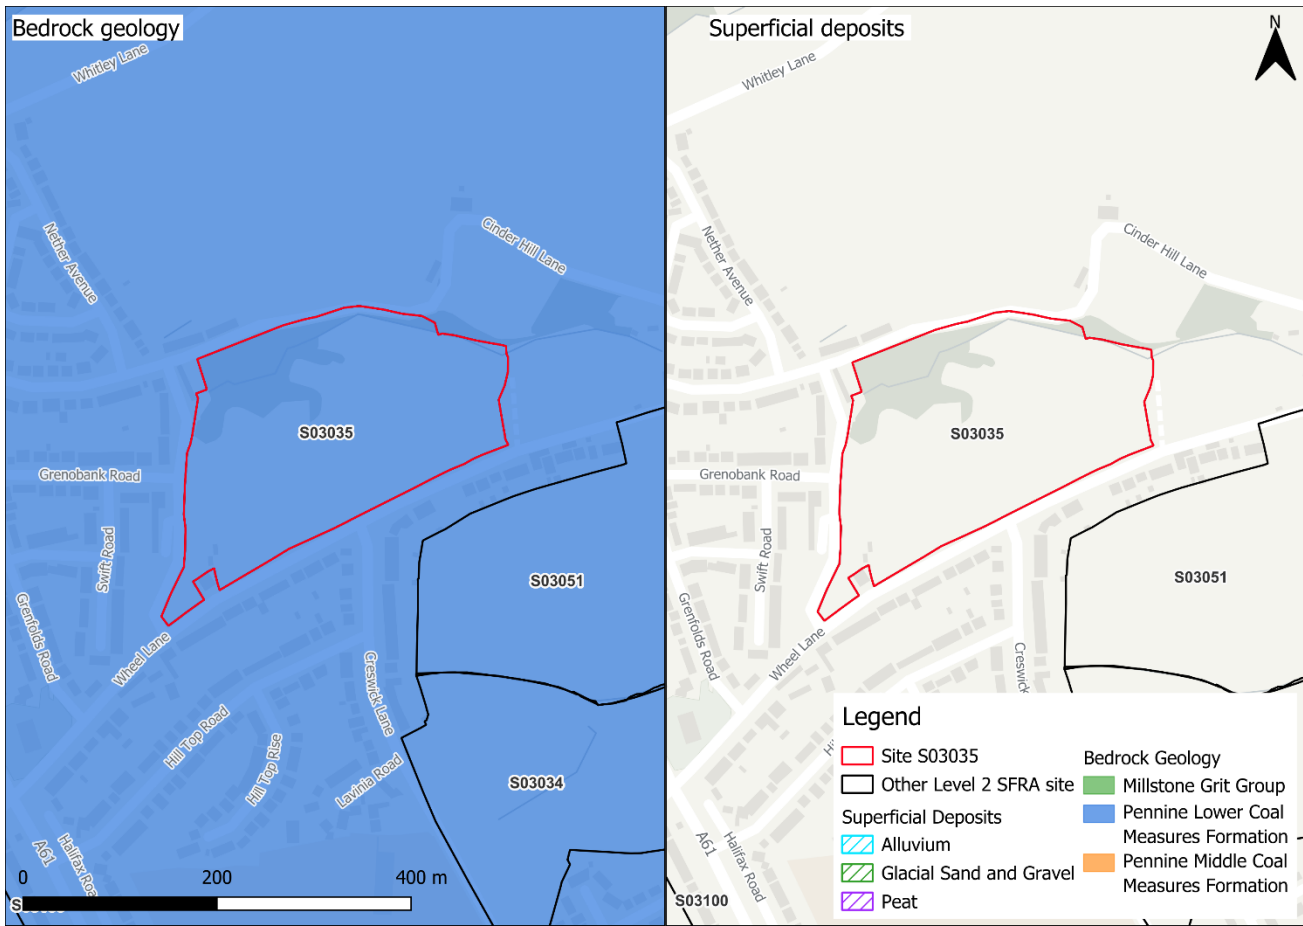 Bedrock geology
Whitley Lane
Nether Avenue
Cinder Hill Lane
S03035
Grenobank Road
Swift Road
Grenfolds Road
Wheel Lane
S03051
Creswick Lane
Hill Top Road
Hill Top Rise
Lavinia Road
S03034
A61
Halifax Roa
0 200 400 m
Superficial deposits
N
Whitley Lane
Nether Avenue
Cinder Hill Lane
S03035
Grenobank Road
Swift Road
Grenfolds Road
Wheel Lane
S03051
Creswick
A61
Halifax Road
S03100
Legend
Site S03035
Other Level 2 SFRA site
Superficial Deposits
Alluvium
Glacial Sand and Gravel
Peat
Bedrock Geology
Millstone Grit Group
Pennine Lower Coal
Measures Formation
Pennine Middle Coal
Measures Formation